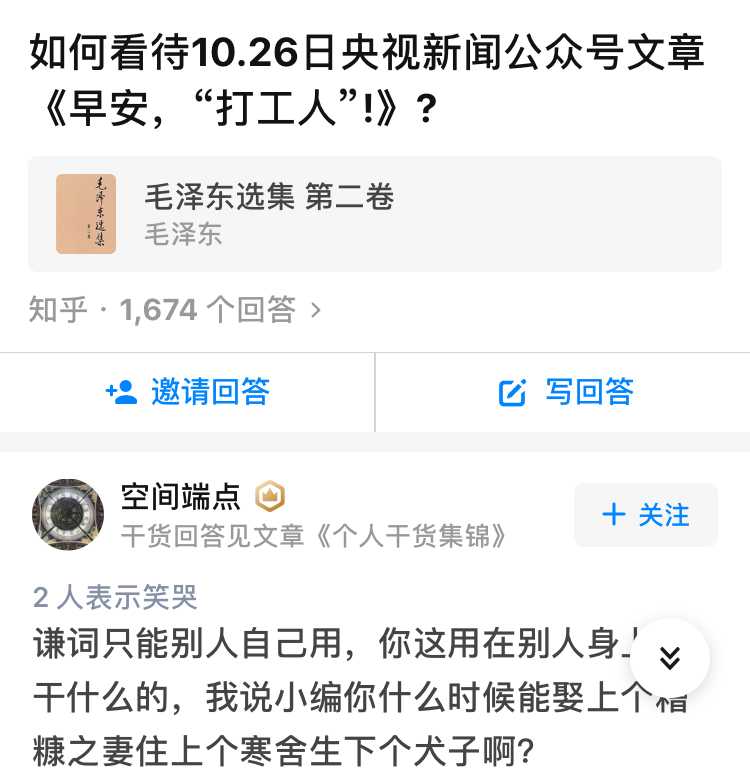 如何看待10.26日央视新闻公众号文章
《早安，“打工人”!》？
毛泽东选集
毛泽东选集 第二卷
毛泽东
知乎 · 1,674 个回答 >
邀请回答
写回答
空间端点
干货回答见文章《个人干货集锦》
+ 关注
2 人表示笑哭
谦词只能别人自己用，你这用在别人身上
干什么的，我说小编你什么时候能娶上个糟
糠之妻住上个寒舍生下个犬子啊?